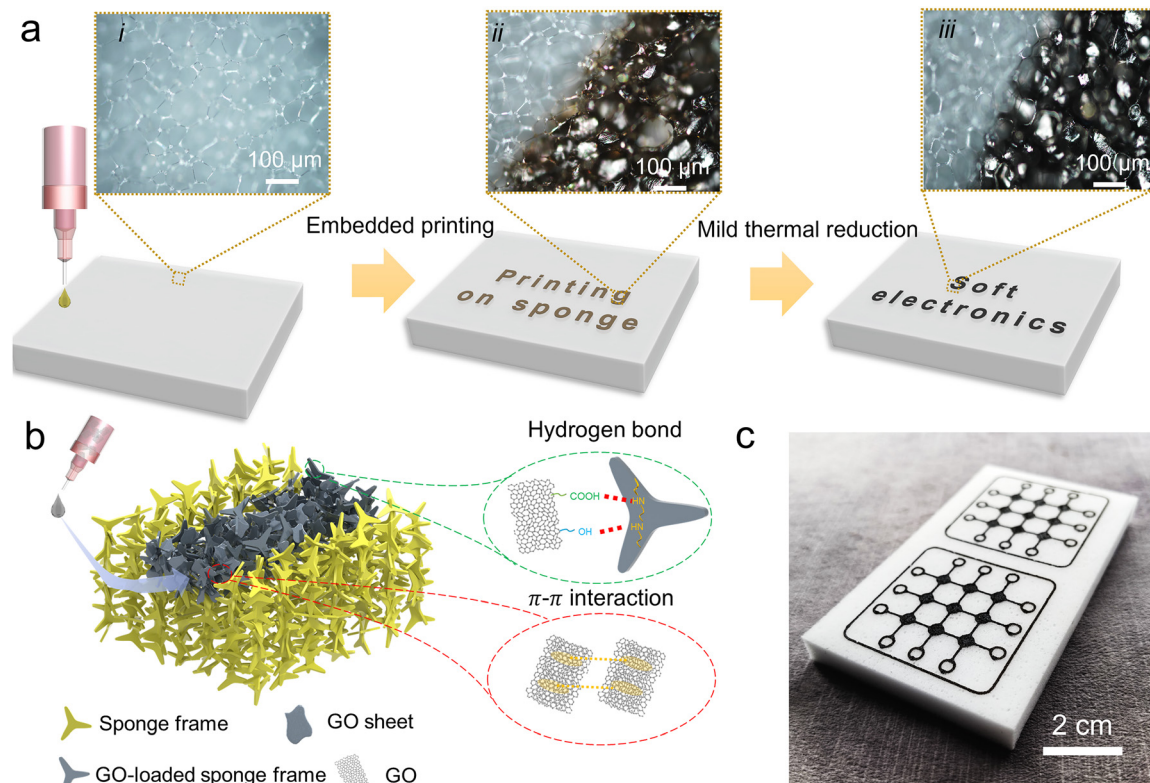 a
i
100 µm
ii
100 µm
iii
100 µm
Embedded printing
Mild thermal reduction
Printing
on sponge
Soft
electronics
b
Hydrogen bond
COOH
HN
OH
HN
π-π interaction
Sponge frame
GO sheet
GO-loaded sponge frame
GO
c
2 cm